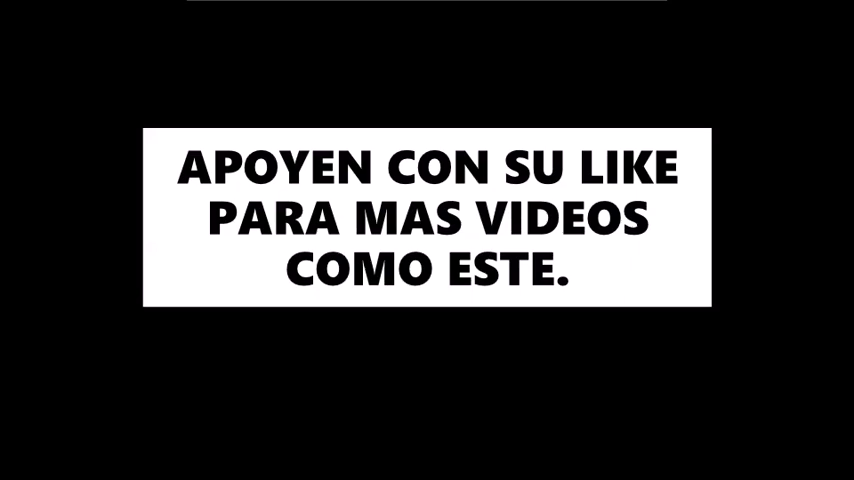 APOYEN CON SU LIKE
PARA MAS VIDEOS
COMO ESTE.